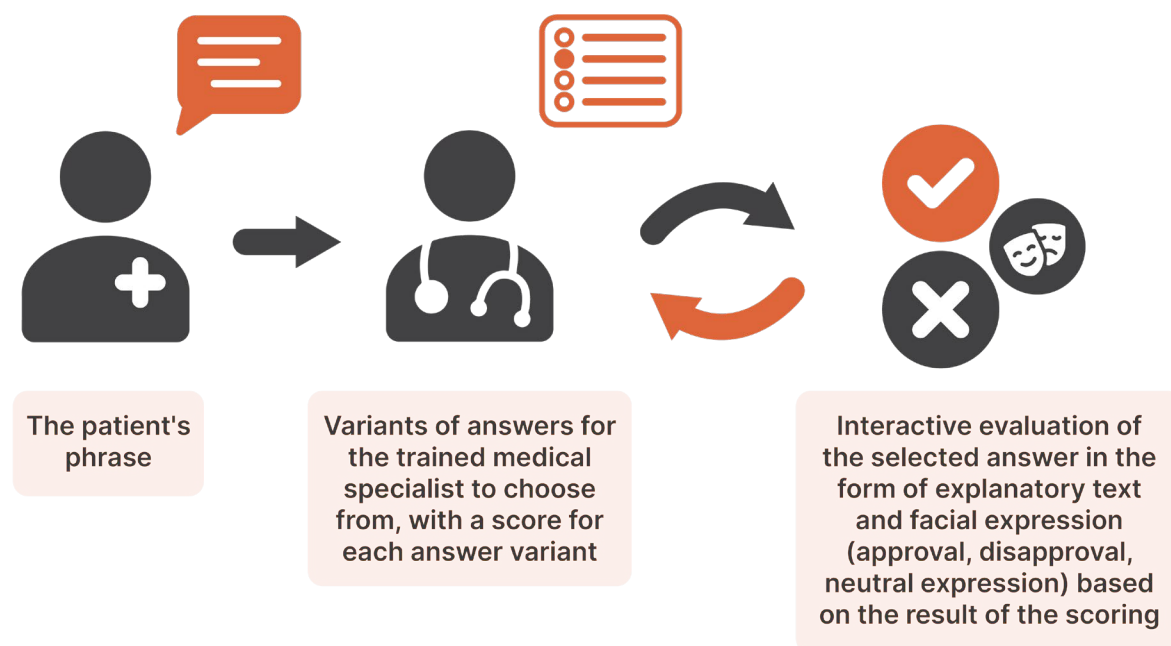 The patient's
phrase
Variants of answers for
the trained medical
specialist to choose
from, with a score for
each answer variant
Interactive evaluation of
the selected answer in the
form of explanatory text
and facial expression
(approval, disapproval,
neutral expression) based
on the result of the scoring